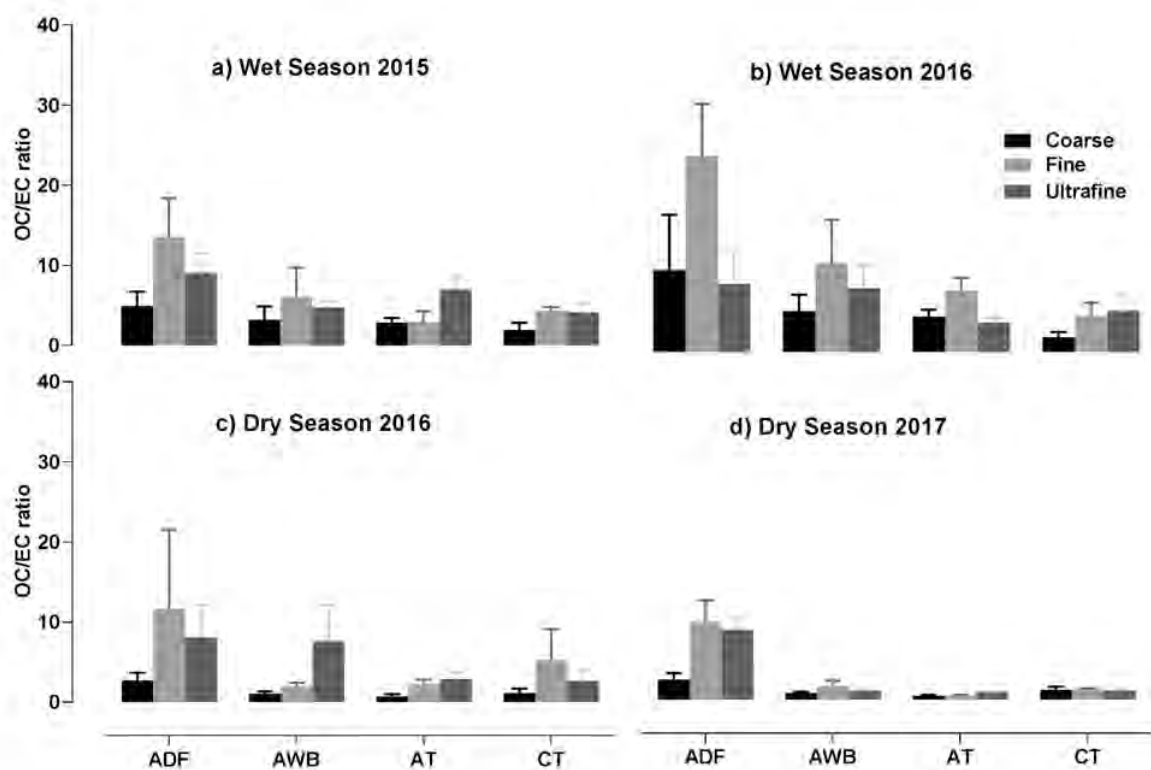 40
30
20
10
0
OC/EC ratio
a) Wet Season 2015
b) Wet Season 2016
Coarse
Fine
Ultrafine
40
30
20
10
0
OC/EC ratio
c) Dry Season 2016
d) Dry Season 2017
ADF AWB AT CT
ADF AWB AT CT